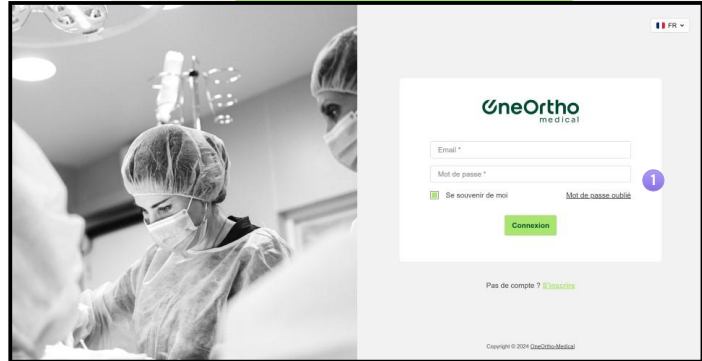 FR
OneOrtho
medical
Email *
Mot de passe *
1
Se souvenir de moi
Mot de passe oublié
Connexion
Pas de compte ? S'inscrire
Copyright © 2024 OneOrtho-Medical